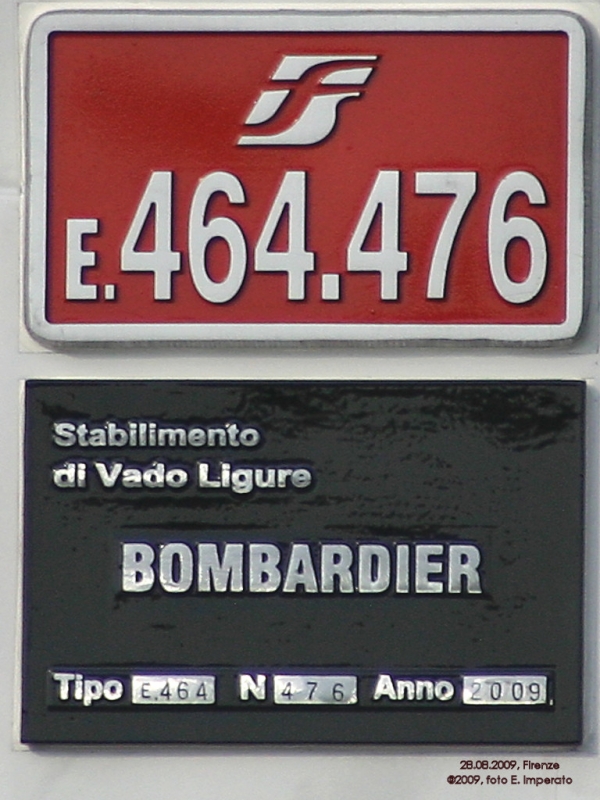 E.464.476
Stabilimento
di Vado Ligure
BOMBARDIER
Tipo E.464 N 476 Anno 2009
28.08.2009, Firenze
©2009, foto E. Imperato